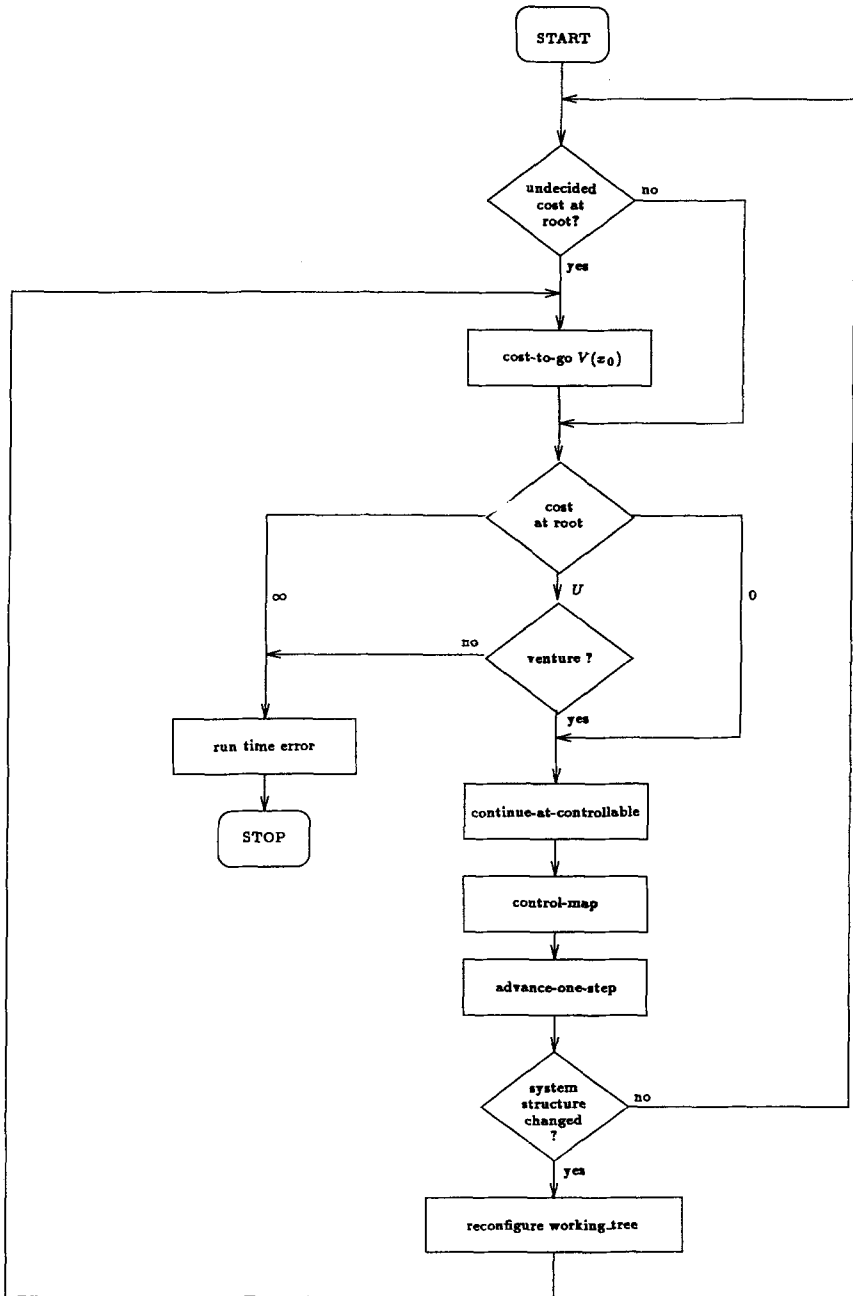 START
undecided
cost at
root?
no
yes
cost-to-go V(x₀)
cost
at root
∞
U
0
no
venture ?
yes
run time error
STOP
continue-at-controllable
control-map
advance-one-step
system
structure
changed
?
no
yes
reconfigure working_tree